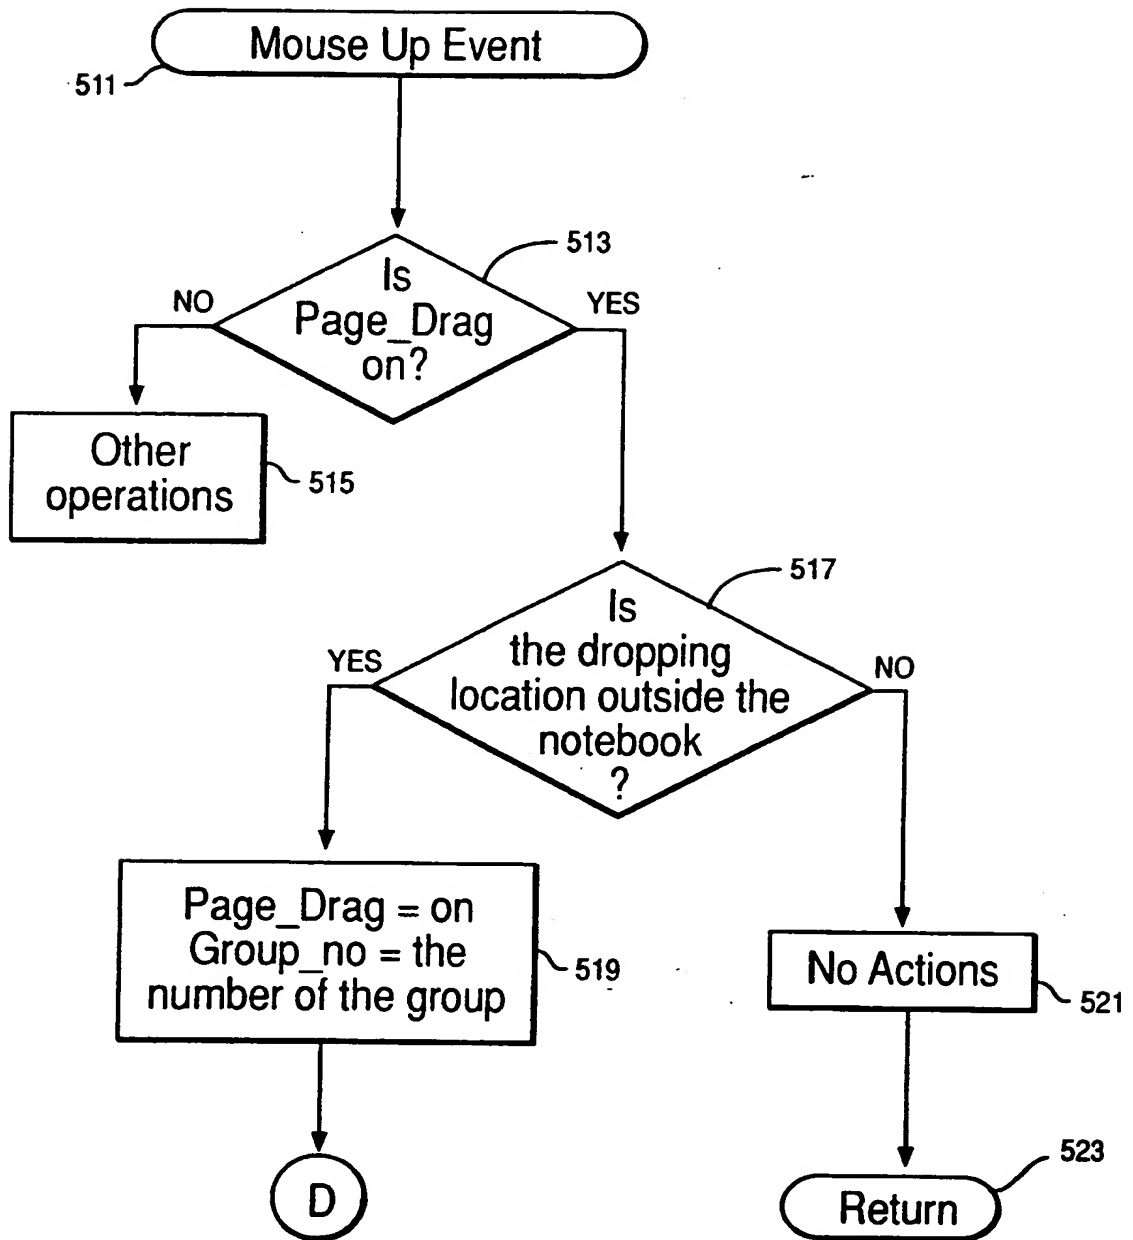 Mouse Up Event
511
Is
Page_Drag
on?
513
NO
YES
Other
operations
515
Is
the dropping
location outside the
notebook
?
517
YES
NO
Page_Drag = on
Group_no = the
number of the group
519
No Actions
521
D
Return
523